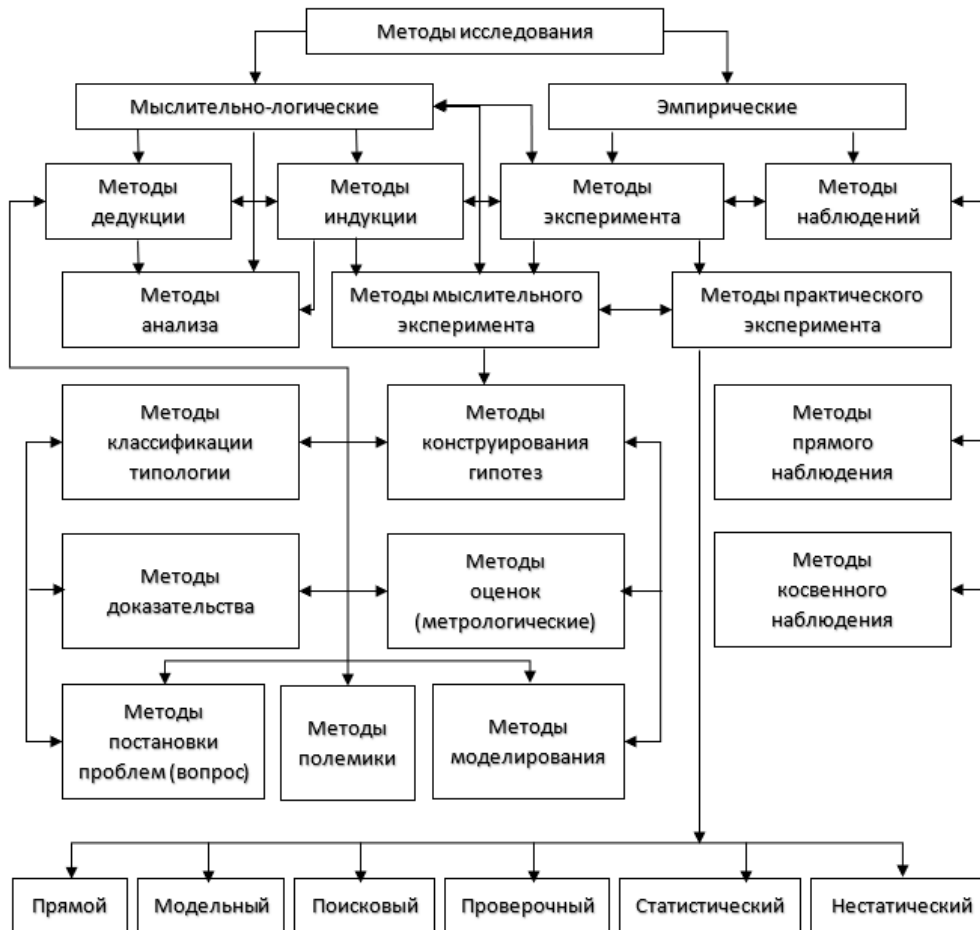 Методы исследования
Мыслительно-логические
Эмпирические
Методы
дедукции
Методы
индукции
Методы
эксперимента
Методы
наблюдений
Методы
анализа
Методы мыслительного
эксперимента
Методы практического
эксперимента
Методы
классификации
типологии
Методы
конструирования
гипотез
Методы
прямого
наблюдения
Методы
доказательства
Методы
оценок
(метрологические)
Методы
косвенного
наблюдения
Методы
постановки
проблем (вопрос)
Методы
полемики
Методы
моделирования
Прямой
Модельный
Поисковый
Проверочный
Статистический
Нестатический